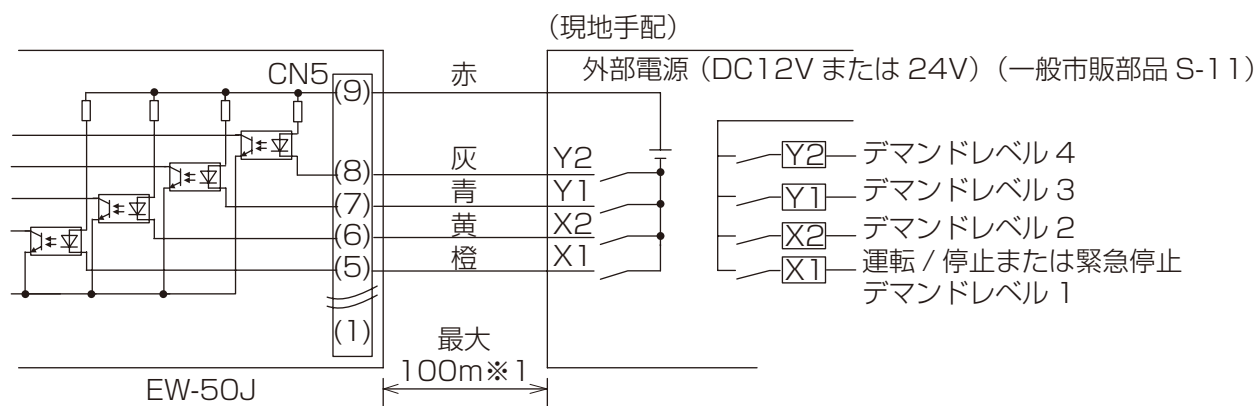 (現地手配)
外部電源(DC12V または 24V)(一般市販部品 S-11)
CN5
赤
(9)
灰
(8)
Y2
青
(7)
Y1
黄
(6)
X2
橙
(5)
X1
(1)
Y2 デマンドレベル 4
Y1 デマンドレベル 3
X2 デマンドレベル 2
X1 運転 / 停止または緊急停止
デマンドレベル 1
最大
100m※1
EW-50J